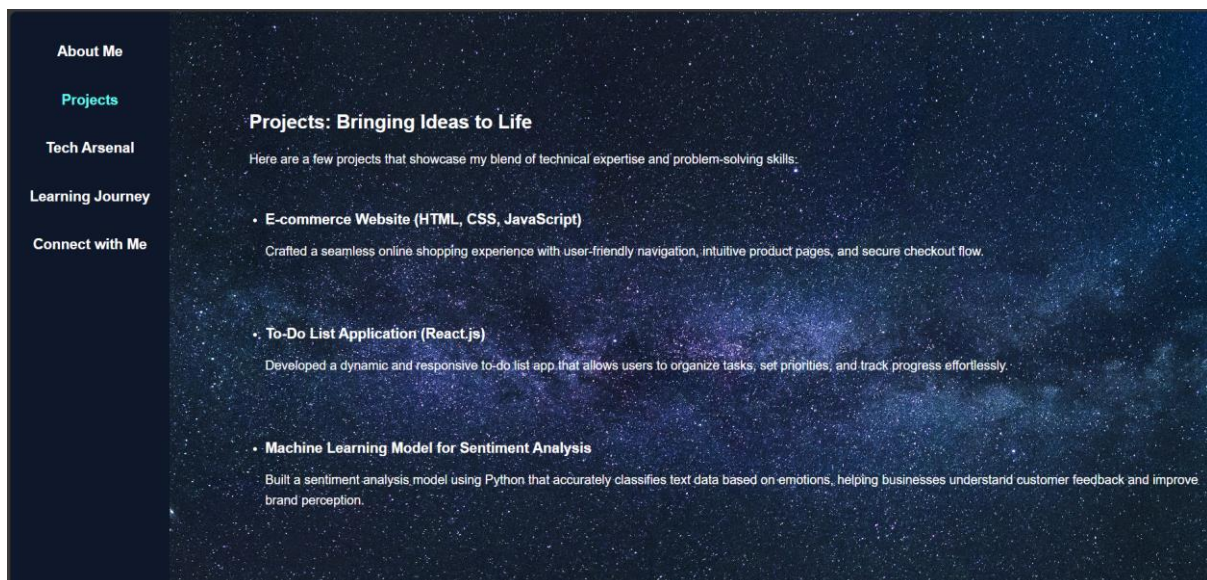 About Me
Projects
Tech Arsenal
Learning Journey
Connect with Me
Projects: Bringing Ideas to Life
Here are a few projects that showcase my blend of technical expertise and problem-solving skills:
• E-commerce Website (HTML, CSS, JavaScript)
Crafted a seamless online shopping experience with user-friendly navigation, intuitive product pages, and secure checkout flow.
• To-Do List Application (React.js)
Developed a dynamic and responsive to-do list app that allows users to organize tasks, set priorities, and track progress effortlessly.
• Machine Learning Model for Sentiment Analysis
Built a sentiment analysis model using Python that accurately classifies text data based on emotions, helping businesses understand customer feedback and improve
brand perception.